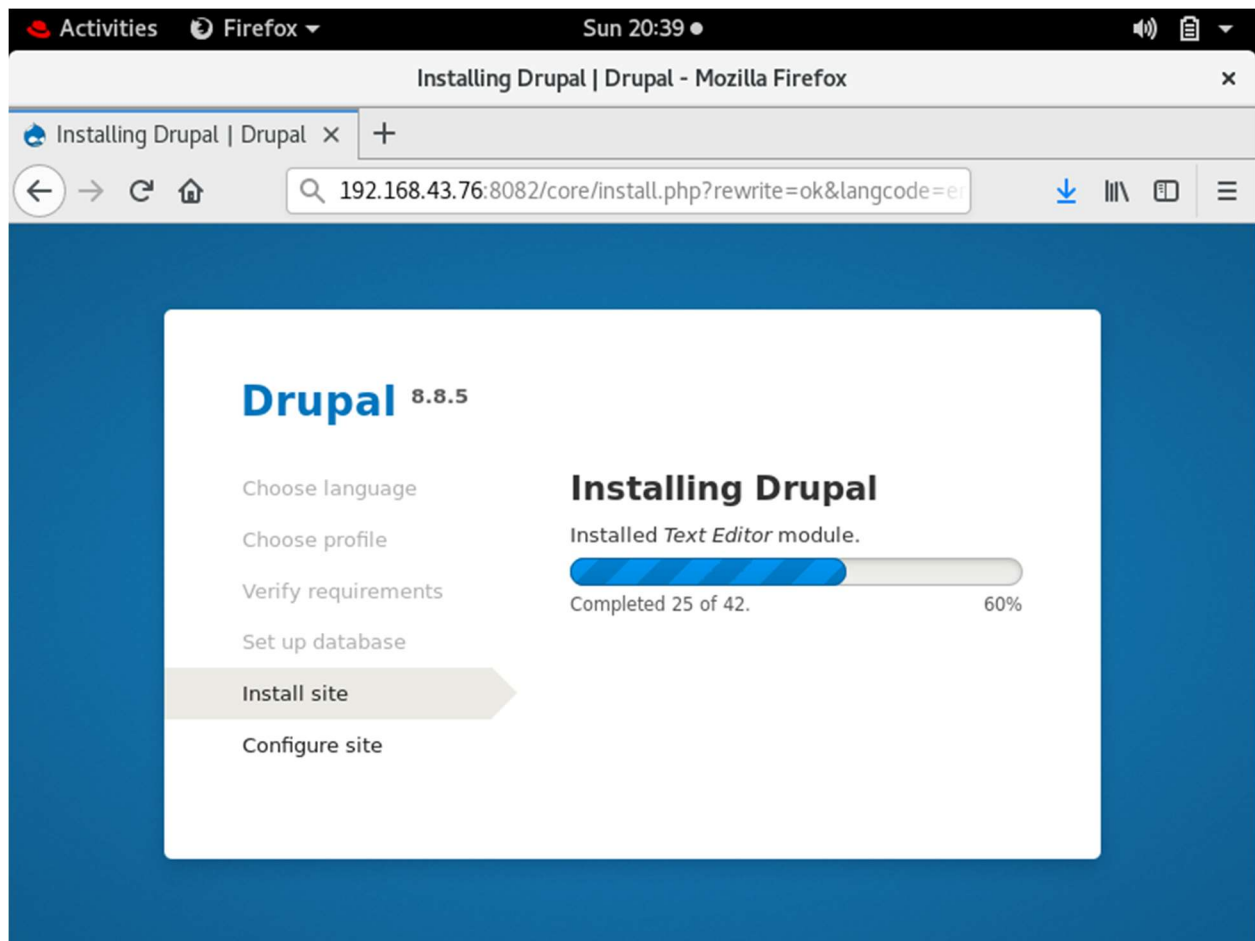 Activities Firefox Sun 20:39
Installing Drupal | Drupal - Mozilla Firefox
Installing Drupal | Drupal
192.168.43.76:8082/core/install.php?rewrite=ok&langcode=en
Drupal 8.8.5
Choose language
Choose profile
Verify requirements
Set up database
Install site
Configure site
Installing Drupal
Installed Text Editor module.
Completed 25 of 42. 60%